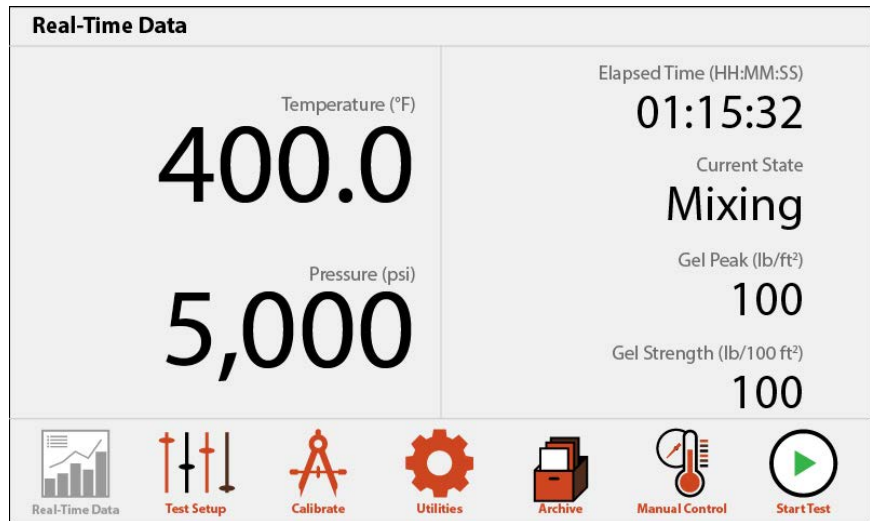 Real-Time Data
Temperature (°F)
400.0
Pressure (psi)
5,000
Elapsed Time (HH:MM:SS)
01:15:32
Current State
Mixing
Gel Peak (lb/ft²)
100
Gel Strength (lb/100 ft²)
100
Real-Time Data
Test Setup
Calibrate
Utilities
Archive
Manual Control
Start Test